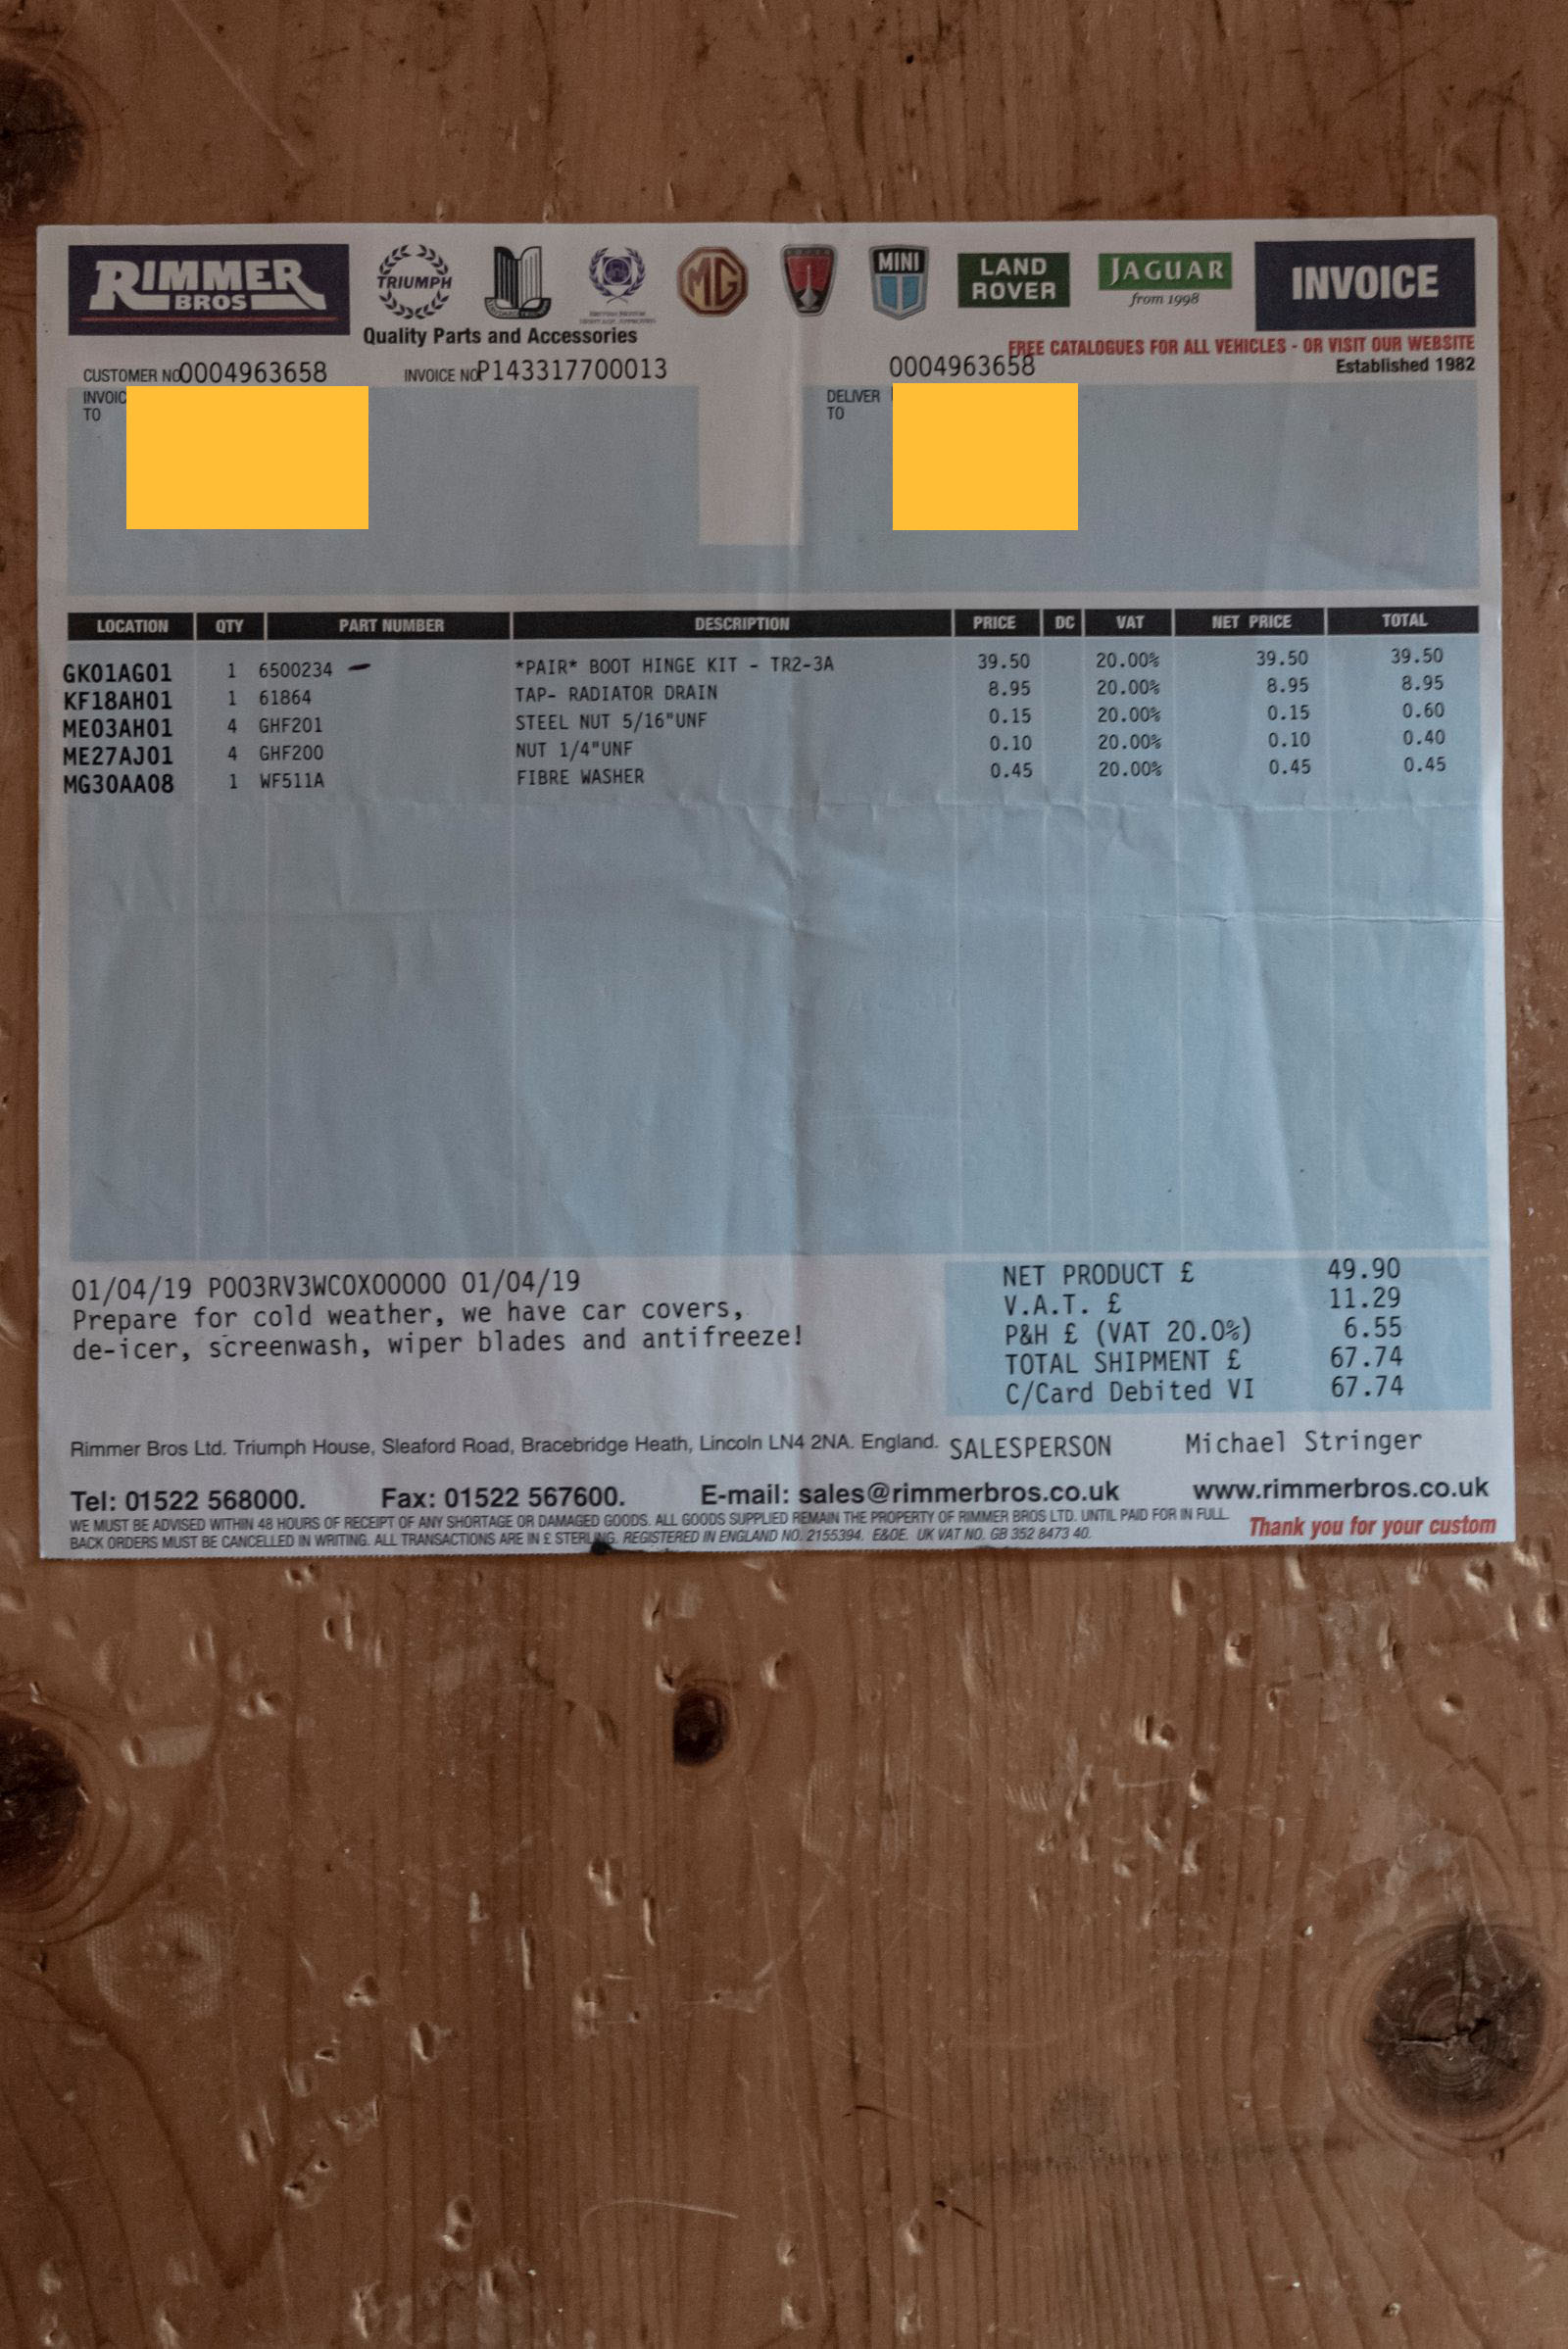 RIMMER BROS
TRIUMPH
MG
MINI
LAND ROVER
JAGUAR
from 1998
INVOICE
Quality Parts and Accessories
FREE CATALOGUES FOR ALL VEHICLES - OR VISIT OUR WEBSITE
Established 1982
CUSTOMER NO 0004963658 INVOICE NO P143317700013 0004963658
INVOIC TO
DELIVER TO
LOCATION QTY PART NUMBER DESCRIPTION PRICE DC VAT NET PRICE TOTAL
GK01AG01 1 6500234 *PAIR* BOOT HINGE KIT - TR2-3A 39.50 20.00% 39.50 39.50
KF18AH01 1 61864 TAP- RADIATOR DRAIN 8.95 20.00% 8.95 8.95
ME03AH01 4 GHF201 STEEL NUT 5/16"UNF 0.15 20.00% 0.15 0.60
ME27AJ01 4 GHF200 NUT 1/4"UNF 0.10 20.00% 0.10 0.40
MG30AA08 1 WF511A FIBRE WASHER 0.45 20.00% 0.45 0.45
01/04/19 P003RV3WC0X00000 01/04/19
Prepare for cold weather, we have car covers,
de-icer, screenwash, wiper blades and antifreeze!
NET PRODUCT £ 49.90
V.A.T. £ 11.29
P&H £ (VAT 20.0%) 6.55
TOTAL SHIPMENT £ 67.74
C/Card Debited VI 67.74
Rimmer Bros Ltd. Triumph House, Sleaford Road, Bracebridge Heath, Lincoln LN4 2NA. England. SALESPERSON Michael Stringer
Tel: 01522 568000. Fax: 01522 567600. E-mail: sales@rimmerbros.co.uk www.rimmerbros.co.uk
WE MUST BE ADVISED WITHIN 48 HOURS OF RECEIPT OF ANY SHORTAGE OR DAMAGED GOODS. ALL GOODS SUPPLIED REMAIN THE PROPERTY OF RIMMER BROS LTD. UNTIL PAID FOR IN FULL.
BACK ORDERS MUST BE CANCELLED IN WRITING. ALL TRANSACTIONS ARE IN £ STERLING. REGISTERED IN ENGLAND NO. 2155394. E&OE. UK VAT NO. GB 352 8473 40.
Thank you for your custom